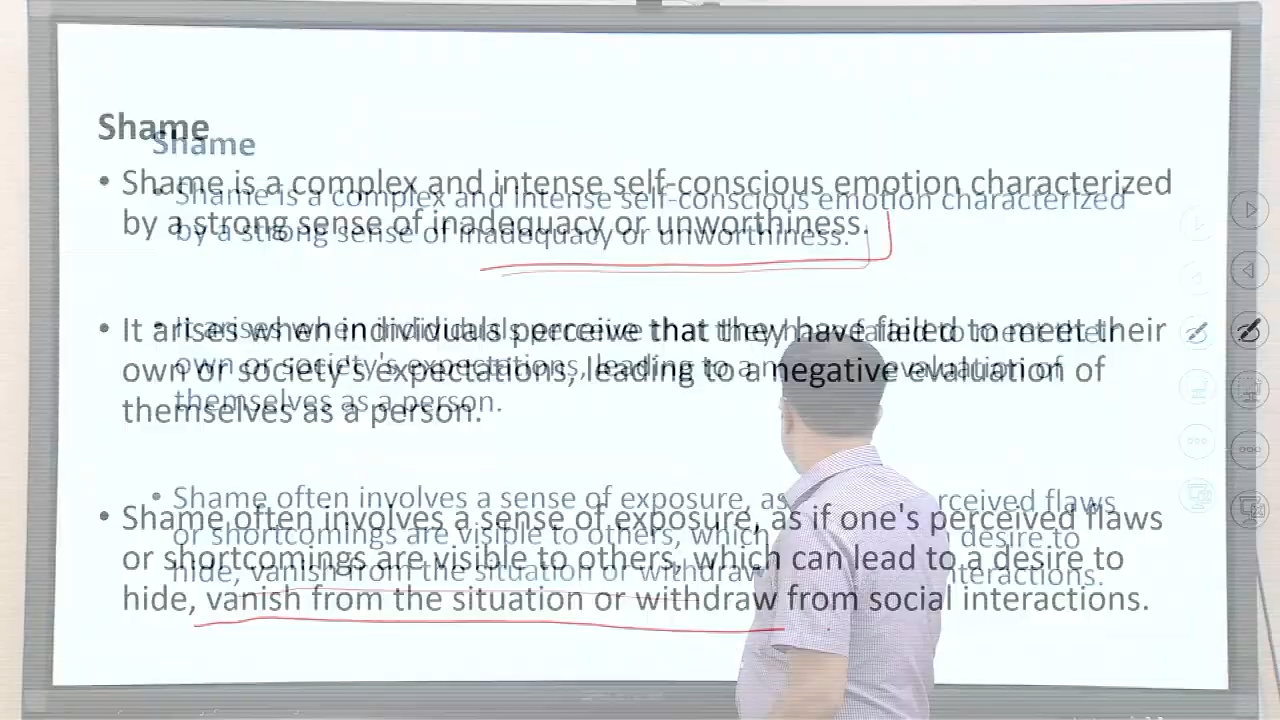 Shame
• Shame is a complex and intense self-conscious emotion characterized
by a strong sense of inadequacy or unworthiness.
• It arises when individuals perceive that they have failed to meet their
own or society's expectations, leading to a negative evaluation of
themselves as a person.
• Shame often involves a sense of exposure, as if one's perceived flaws
or shortcomings are visible to others, which can lead to a desire to
hide, vanish from the situation or withdraw from social interactions.